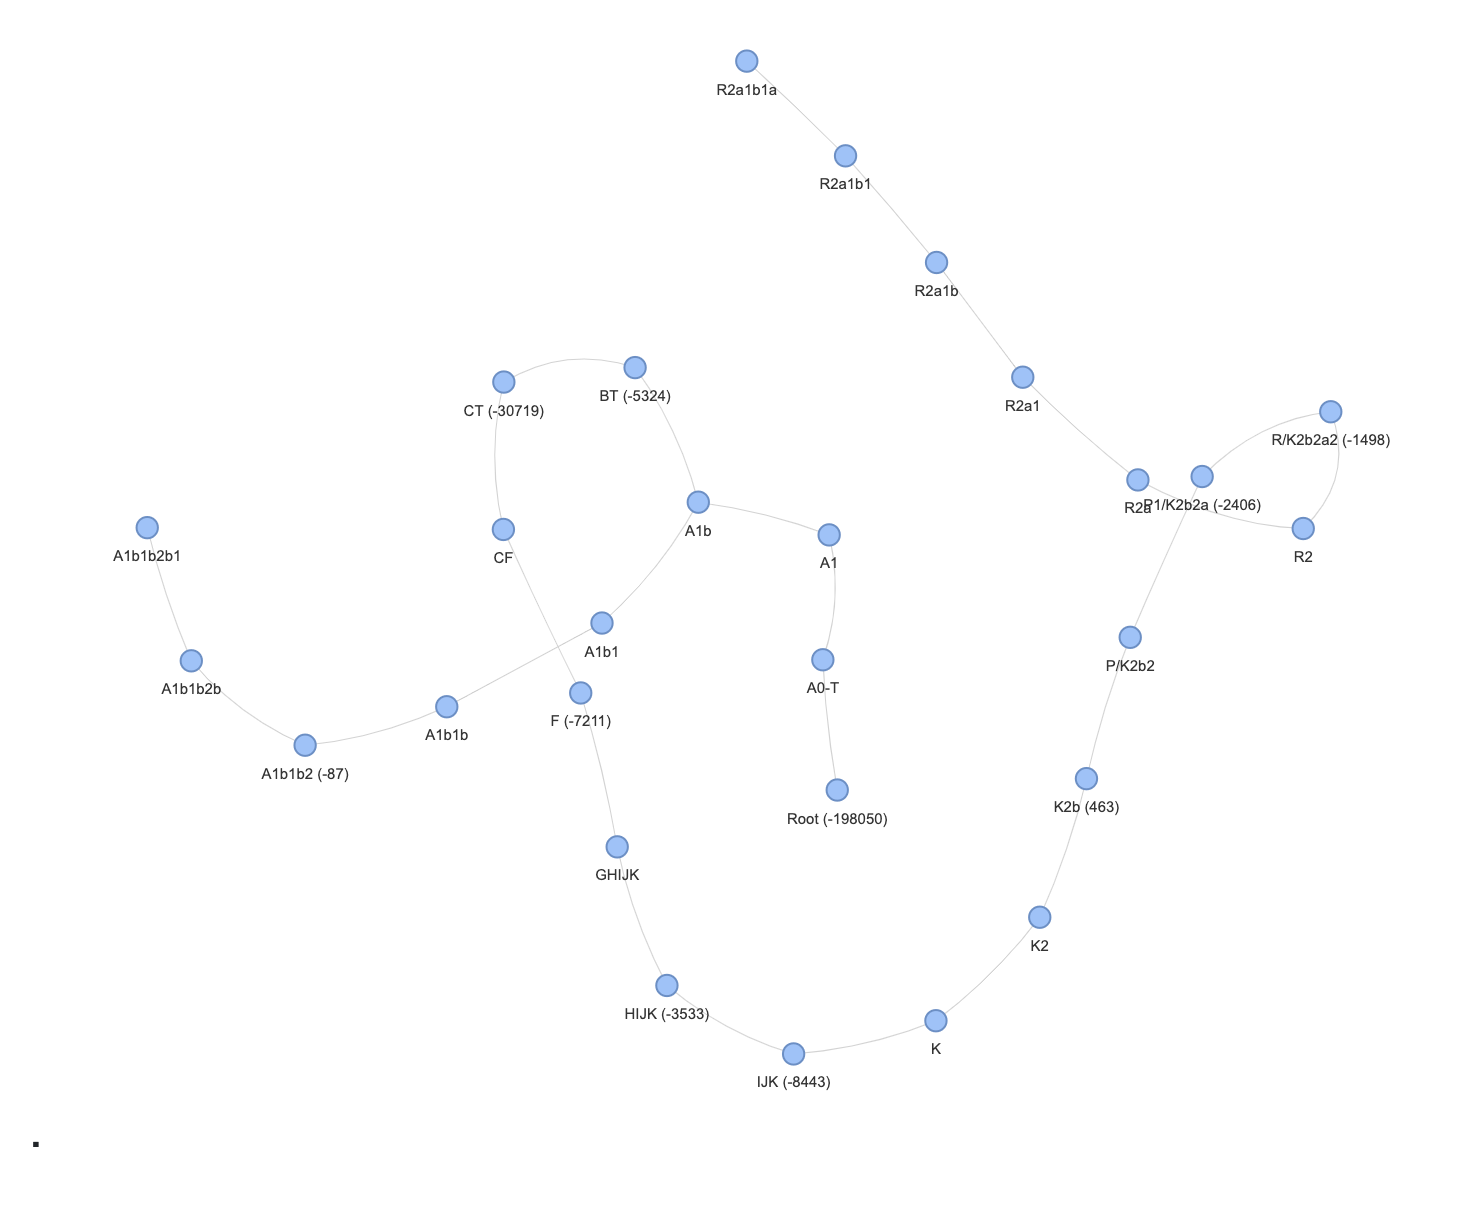 R2a1b1a
R2a1b1
R2a1b
CT (-30719)
BT (-5324)
R2a1
R/K2b2a2 (-1498)
R2a
P1/K2b2a (-2406)
A1b
A1b1b2b1
CF
A1
R2
A1b1
P/K2b2
A1b1b2b
A0-T
F (-7211)
A1b1b
A1b1b2 (-87)
K2b (463)
Root (-198050)
GHIJK
K2
HIJK (-3533)
K
IJK (-8443)